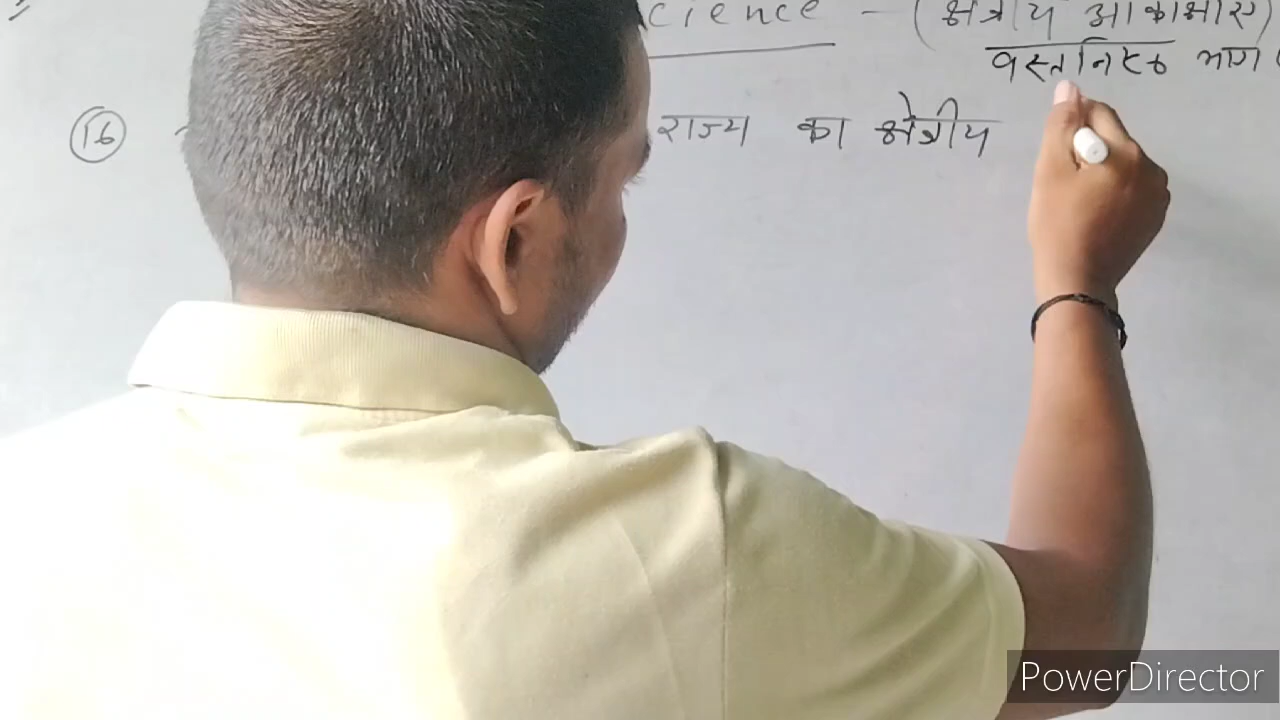 cience - (क्षेत्रीय आकांक्षाएं)
वस्तुनिष्ठ भाग
16 राज्य का क्षेत्रीय
PowerDirector